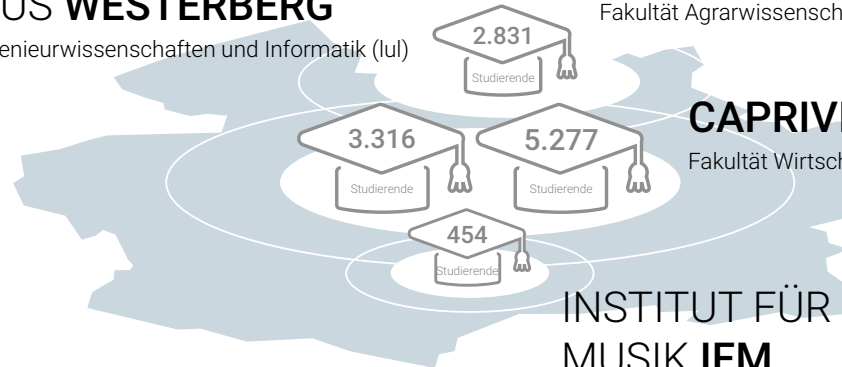 US WESTERBERG
enieurwissenschaften und Informatik (IuI)
Fakultät Agrarwissensch
2.831
Studierende
CAPRIVI
Fakultät Wirtsch
3.316
Studierende
5.277
Studierende
454
Studierende
INSTITUT FÜR
MUSIK IFM